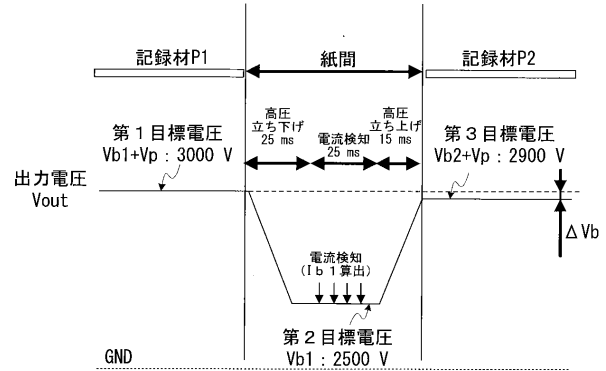 記録材P1
紙間
記録材P2
高圧
立ち下げ
25 ms
電流検知
25 ms
高圧
立ち上げ
15 ms
第1目標電圧
Vb1+Vp：3000 V
第3目標電圧
Vb2+Vp：2900 V
出力電圧
Vout
ΔVb
電流検知
(Ib1算出)
第2目標電圧
Vb1：2500 V
GND